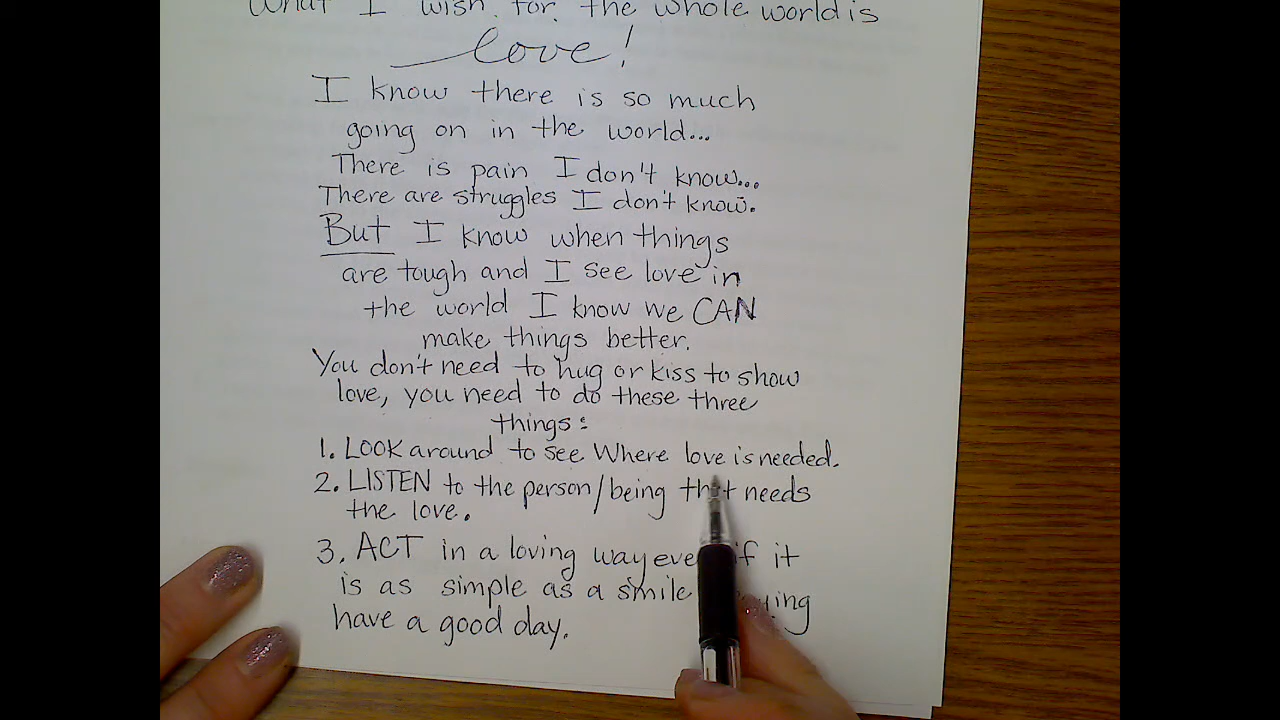 What I wish for the whole world is
love!
I know there is so much
going on in the world...
There is pain I don't know...
There are struggles I don't know.
But I know when things
are tough and I see love in
the world I know we CAN
make things better.
You don't need to hug or kiss to show
love, you need to do these three
things:
1. LOOK around to see Where love is needed.
2. LISTEN to the person/being that needs
the love.
3. ACT in a loving way even if it
is as simple as a smile
have a good day.